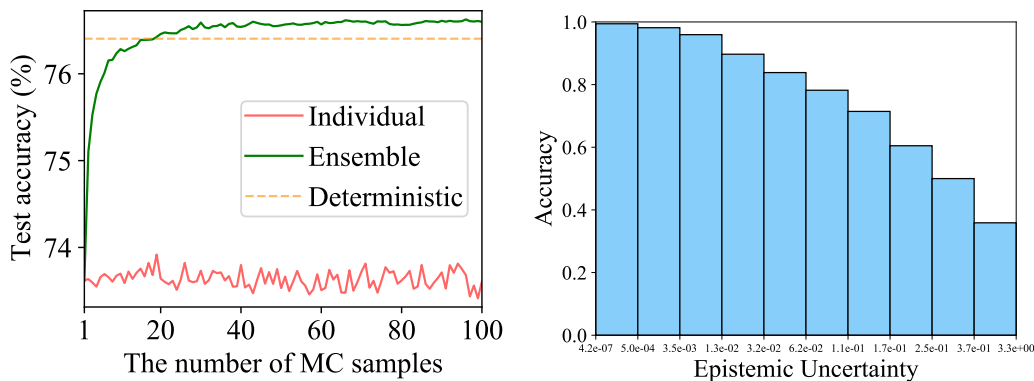 Test accuracy (%)
76
75
74
Individual
Ensemble
Deterministic
1 20 40 60 80 100
The number of MC samples
Accuracy
1.0
0.8
0.6
0.4
0.2
0.0
4.2e-07 5.0e-04 3.5e-03 1.3e-02 3.2e-02 6.2e-02 1.1e-01 1.7e-01 2.5e-01 3.7e-01 3.3e+00
Epistemic Uncertainty